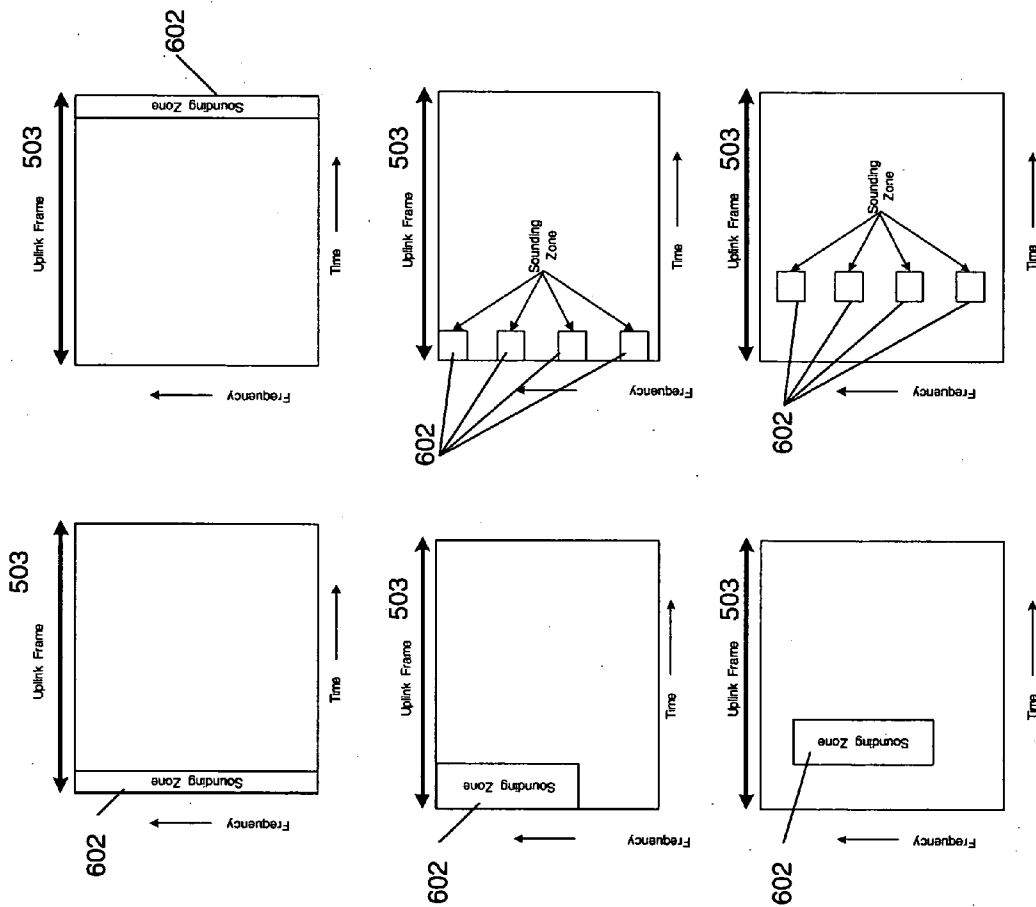 503
Uplink Frame
Sounding Zone
602
Frequency
Time
503
Uplink Frame
Sounding Zone
602
Frequency
Time
503
Uplink Frame
Sounding Zone
602
Frequency
Time
503
Uplink Frame
Sounding
Zone
602
Frequency
Time
503
Uplink Frame
Sounding Zone
602
Frequency
Time
503
Uplink Frame
Sounding
Zone
602
Frequency
Time